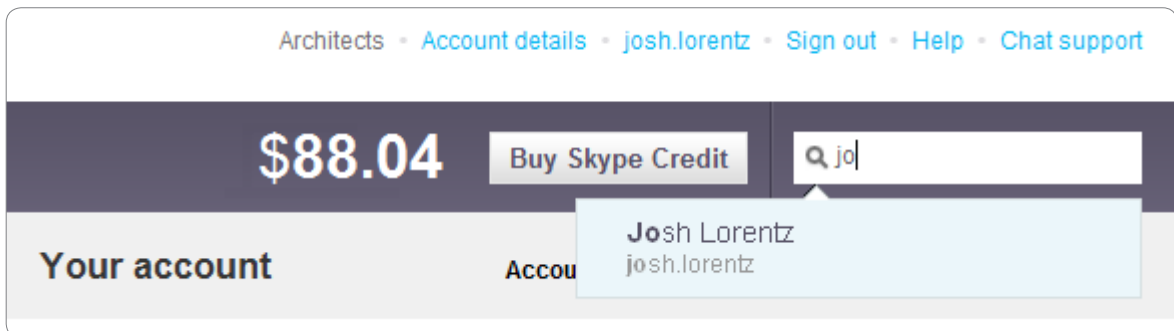 Architects • Account details • josh.lorentz • Sign out • Help • Chat support
$88.04 Buy Skype Credit jo
Josh Lorentz
Your account Accou josh.lorentz